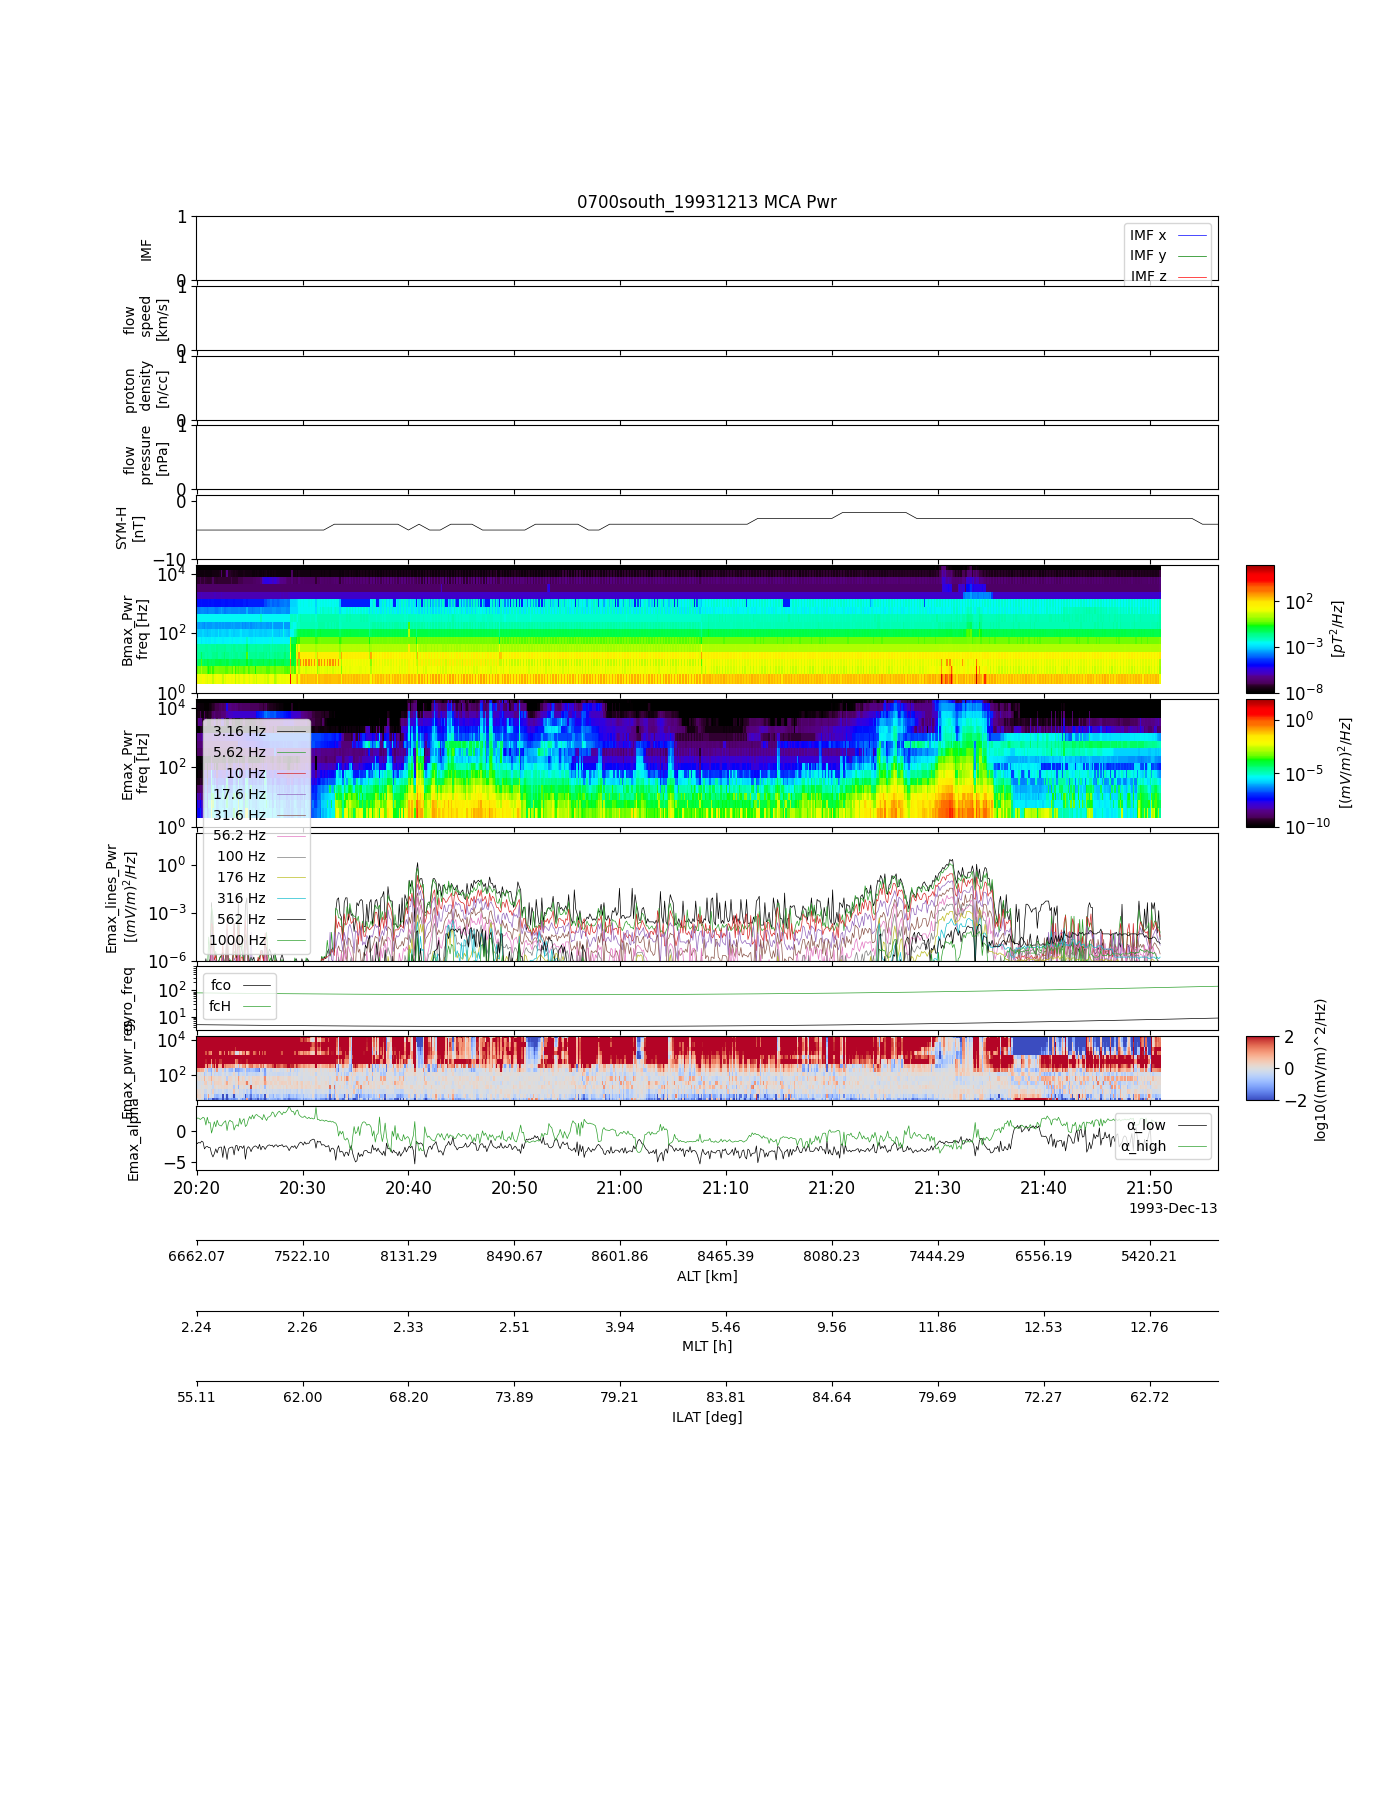 0700south_19931213 MCA Pwr
1
0
IMF
IMF x
IMF y
IMF z
1
0
flow
speed
[km/s]
1
0
proton
density
[n/cc]
1
0
flow
pressure
[nPa]
0
−10
SYM-H
[nT]
10⁴
10²
10⁰
Bmax_Pwr
freq [Hz]
10²
10⁻³
10⁻⁸
[pT²/Hz]
10⁴
10²
10⁰
Emax_Pwr
freq [Hz]
10⁰
10⁻⁵
10⁻¹⁰
[(mV/m)²/Hz]
3.16 Hz
5.62 Hz
10 Hz
17.6 Hz
31.6 Hz
56.2 Hz
100 Hz
176 Hz
316 Hz
562 Hz
1000 Hz
10⁰
10⁻³
10⁻⁶
Emax_lines_Pwr
[(mV/m)²/Hz]
10²
10¹
gyro_freq
fco
fcH
10⁴
10²
Emax_pwr_reg
2
0
−2
log10((mV/m)^2/Hz)
0
−5
Emax_alpha
α_low
α_high
20:20 20:30 20:40 20:50 21:00 21:10 21:20 21:30 21:40 21:50
1993-Dec-13
6662.07 7522.10 8131.29 8490.67 8601.86 8465.39 8080.23 7444.29 6556.19 5420.21
ALT [km]
2.24 2.26 2.33 2.51 3.94 5.46 9.56 11.86 12.53 12.76
MLT [h]
55.11 62.00 68.20 73.89 79.21 83.81 84.64 79.69 72.27 62.72
ILAT [deg]